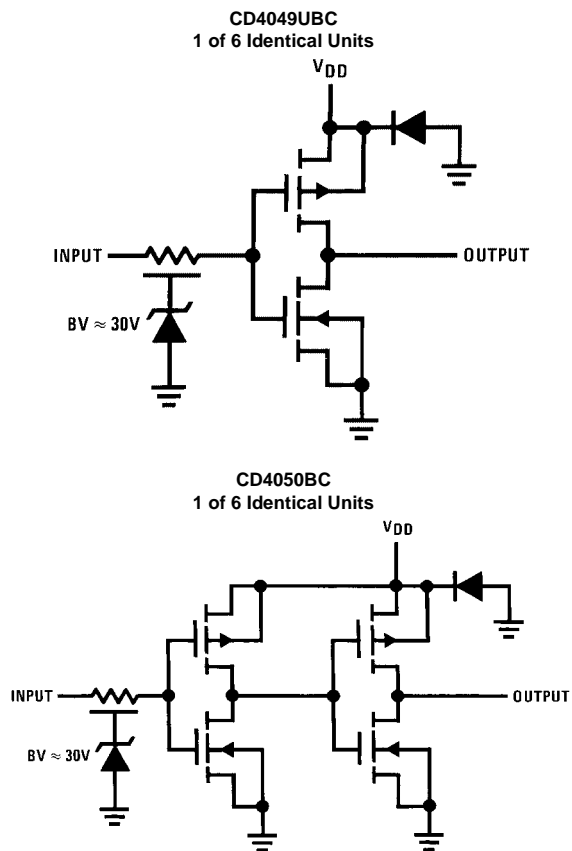 CD4049UBC
1 of 6 Identical Units
VDD
INPUT
OUTPUT
BV ≈ 30V
CD4050BC
1 of 6 Identical Units
VDD
INPUT
OUTPUT
BV ≈ 30V